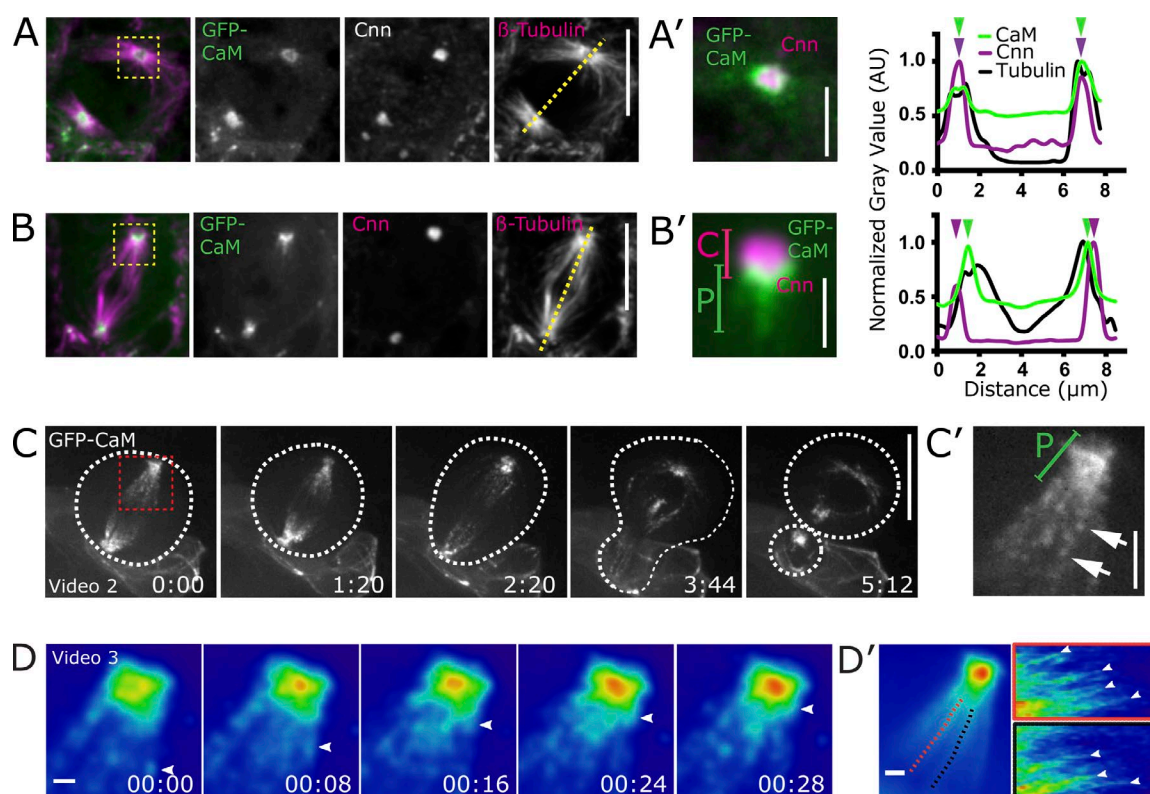 A
GFP-
CaM
Cnn
ß-Tubulin
A'
GFP-
CaM
Cnn
CaM
Cnn
Tubulin
1.0
0.5
0.0
0 2 4 6 8
B
GFP-
CaM
Cnn
ß-Tubulin
B'
C
P
GFP-
CaM
Cnn
1.0
0.5
0.0
0 2 4 6 8
Distance (µm)
Normalized Gray Value (AU)
C
GFP-CaM
Video 2
0:00
1:20
2:20
3:44
5:12
C'
P
D
Video 3
00:00
00:08
00:16
00:24
00:28
D'